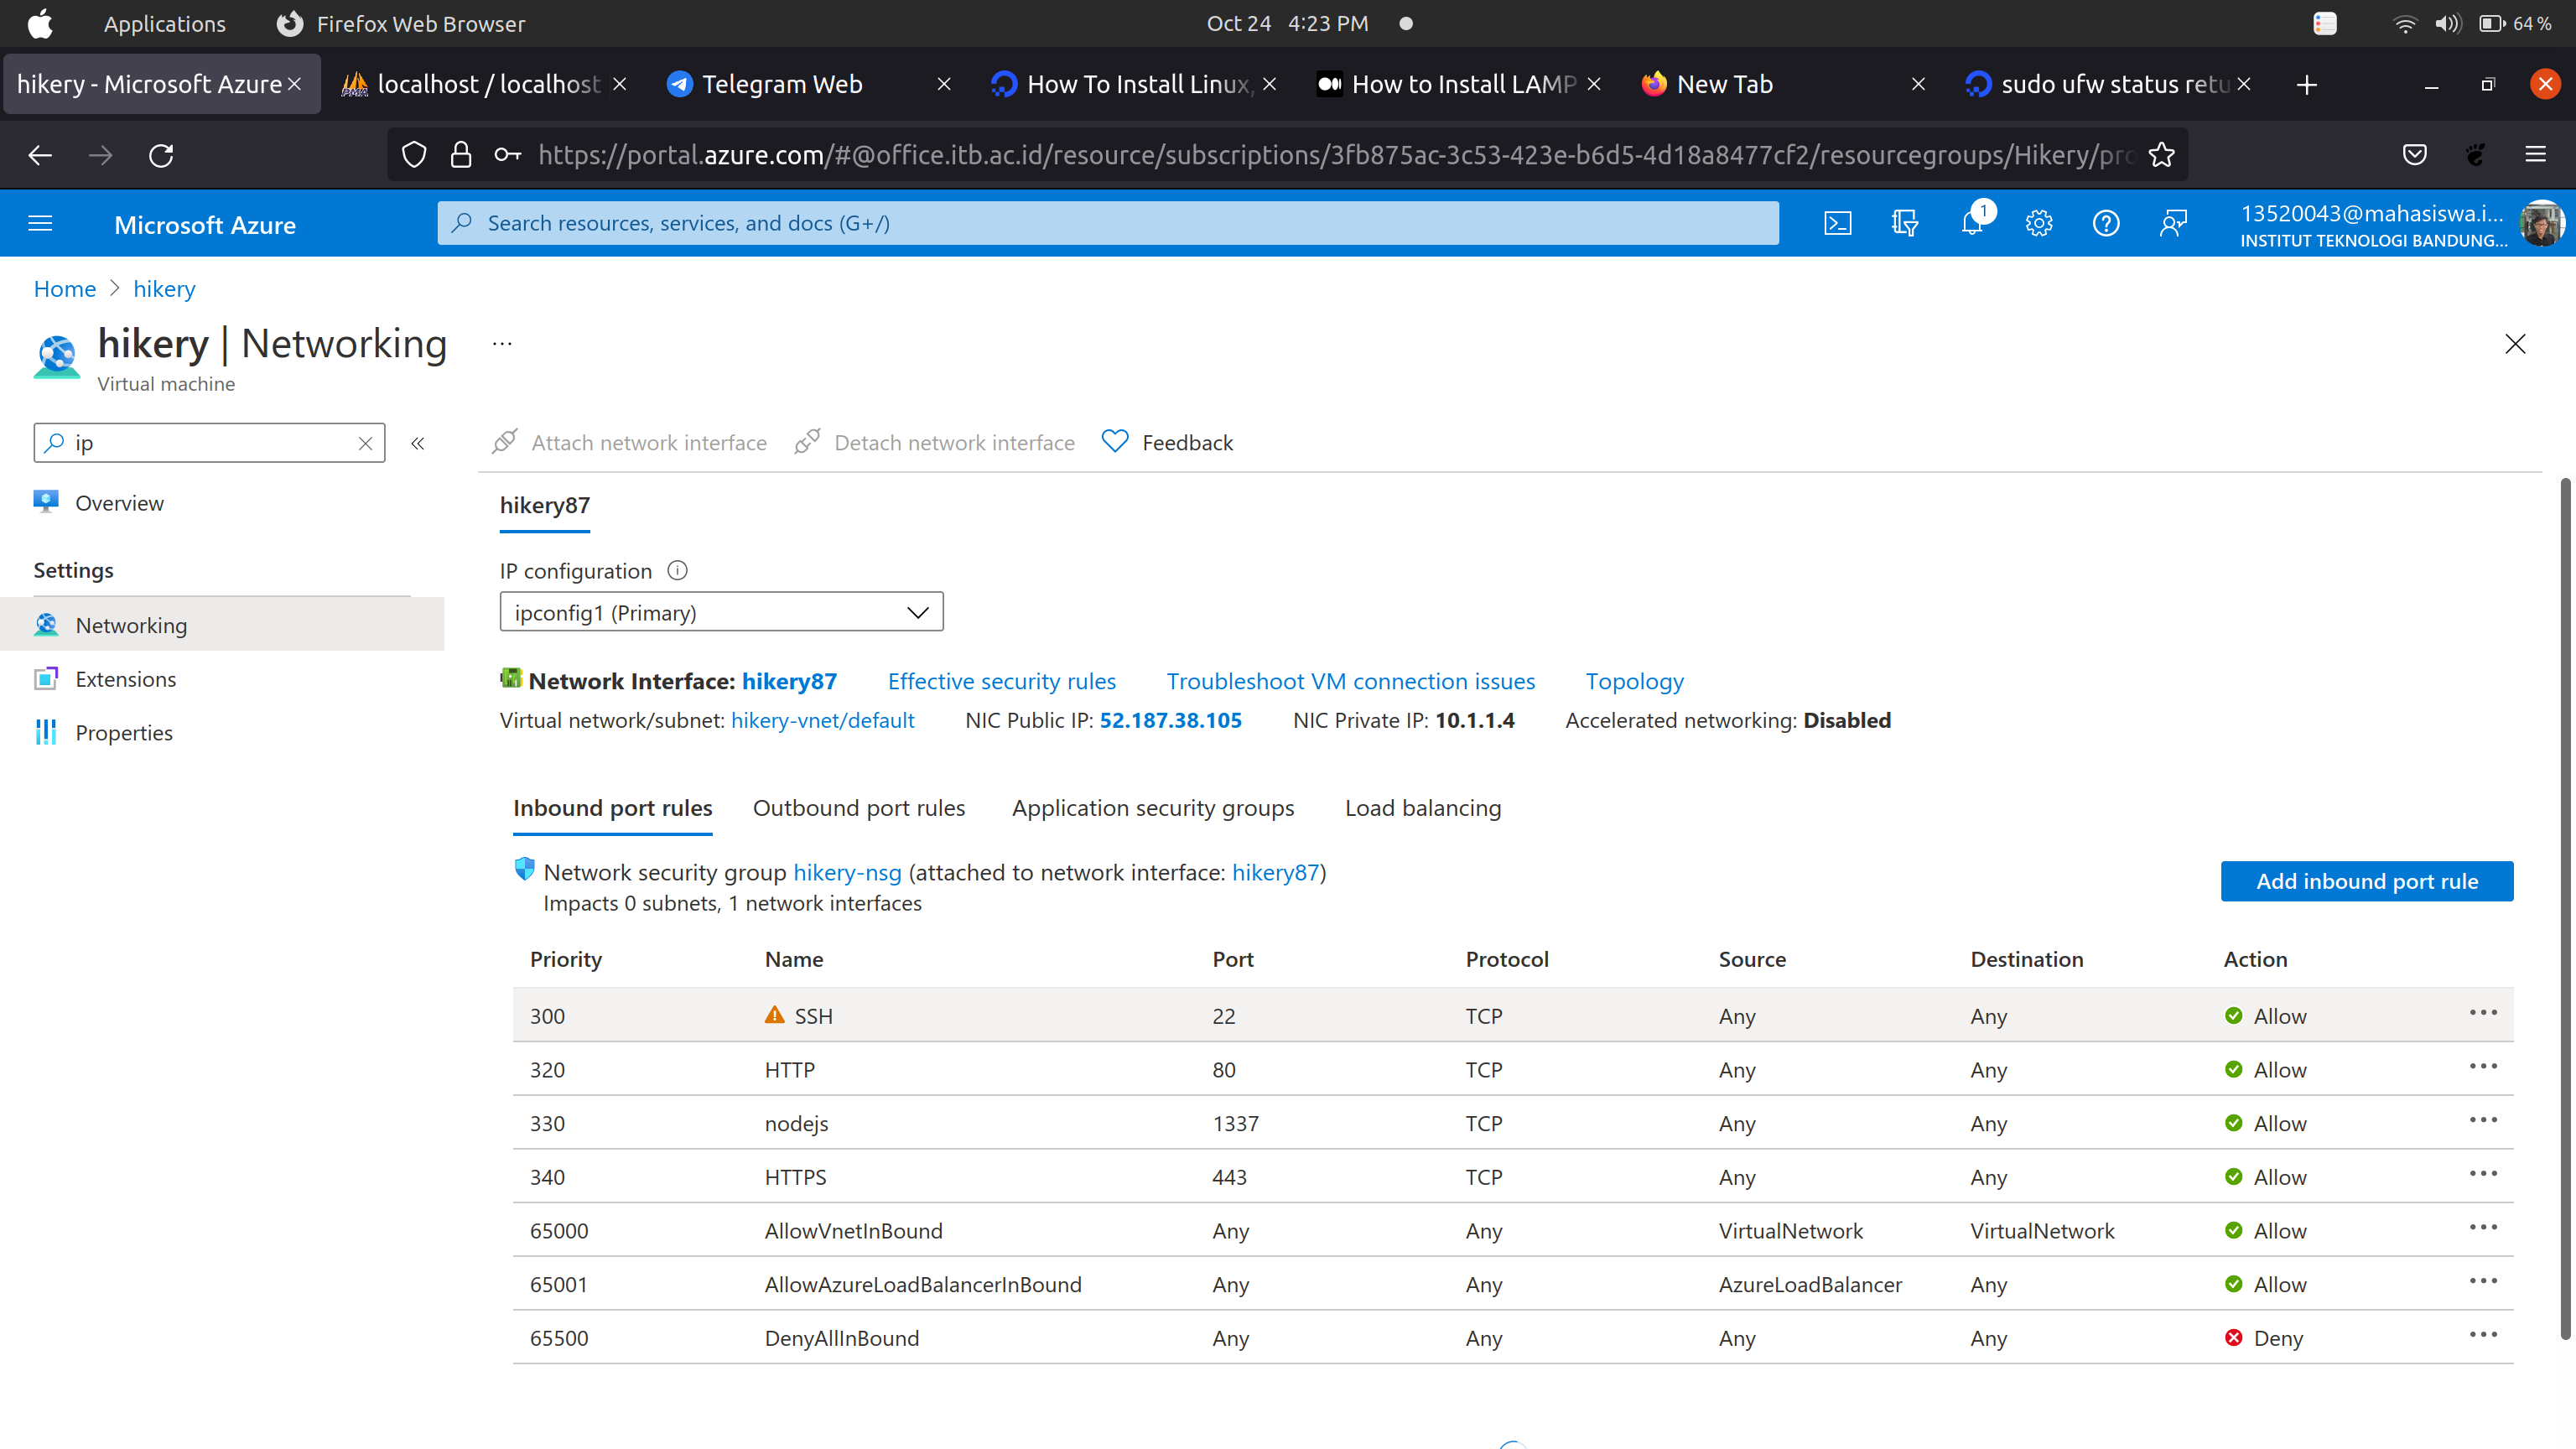 Applications Firefox Web Browser Oct 24 4:23 PM 64 %
hikery - Microsoft Azure localhost / localhost Telegram Web How To Install Linux, How to Install LAMP New Tab sudo ufw status retu
https://portal.azure.com/#@office.itb.ac.id/resource/subscriptions/3fb875ac-3c53-423e-b6d5-4d18a8477cf2/resourcegroups/Hikery/pro
Microsoft Azure Search resources, services, and docs (G+/) 1 13520043@mahasiswa.i...
INSTITUT TEKNOLOGI BANDUNG...
Home > hikery
hikery | Networking ...
Virtual machine
ip « Attach network interface Detach network interface Feedback
Overview
Settings
Networking
Extensions
Properties
hikery87
IP configuration
ipconfig1 (Primary)
Network Interface: hikery87 Effective security rules Troubleshoot VM connection issues Topology
Virtual network/subnet: hikery-vnet/default NIC Public IP: 52.187.38.105 NIC Private IP: 10.1.1.4 Accelerated networking: Disabled
Inbound port rules Outbound port rules Application security groups Load balancing
Network security group hikery-nsg (attached to network interface: hikery87)
Impacts 0 subnets, 1 network interfaces
Add inbound port rule
Priority Name Port Protocol Source Destination Action
300 SSH 22 TCP Any Any Allow ...
320 HTTP 80 TCP Any Any Allow ...
330 nodejs 1337 TCP Any Any Allow ...
340 HTTPS 443 TCP Any Any Allow ...
65000 AllowVnetInBound Any Any VirtualNetwork VirtualNetwork Allow ...
65001 AllowAzureLoadBalancerInBound Any Any AzureLoadBalancer Any Allow ...
65500 DenyAllInBound Any Any Any Any Deny ...